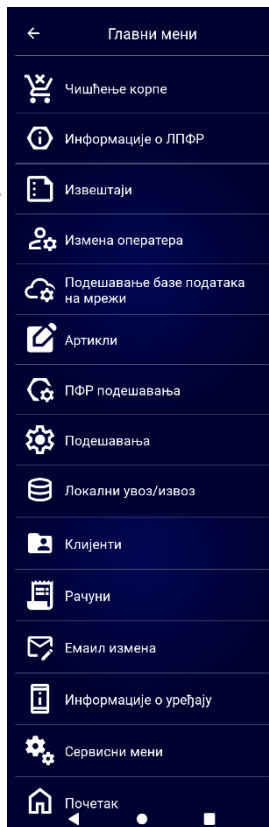 Главни мени
Чишћење корпе
Информације о ЛПФР
Извештаји
Измена оператера
Подешавање базе података
на мрежи
Артикли
ПФР подешавања
Подешавања
Локални увоз/извоз
Клијенти
Рачуни
Емаил измена
Информације о уређају
Сервисни мени
Почетак